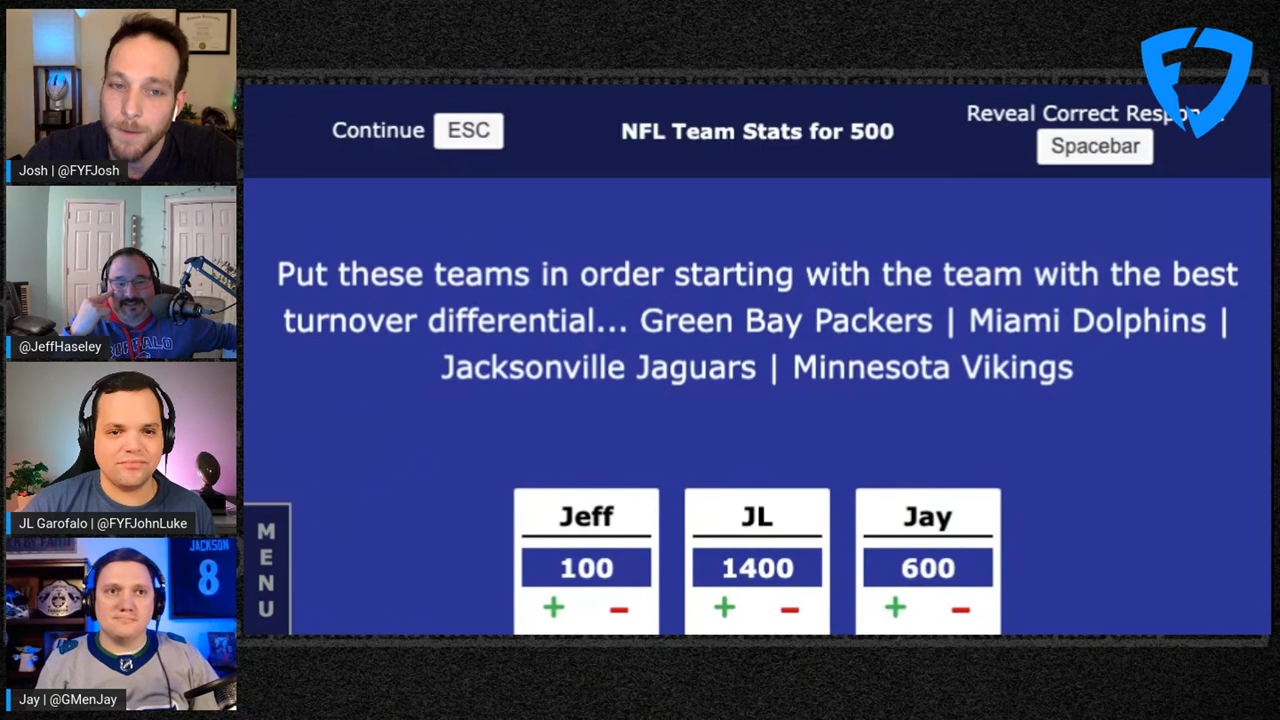 Josh | @FYFJosh
@JeffHaseley
BUFFALO
JL Garofalo | @FYFJohnLuke
JACKSON
8
Jay | @GMenJay
Continue ESC
NFL Team Stats for 500
Reveal Correct
Spacebar
Put these teams in order starting with the team with the best
turnover differential... Green Bay Packers | Miami Dolphins |
Jacksonville Jaguars | Minnesota Vikings
MENU
Jeff
100
+ −
JL
1400
+ −
Jay
600
+ −